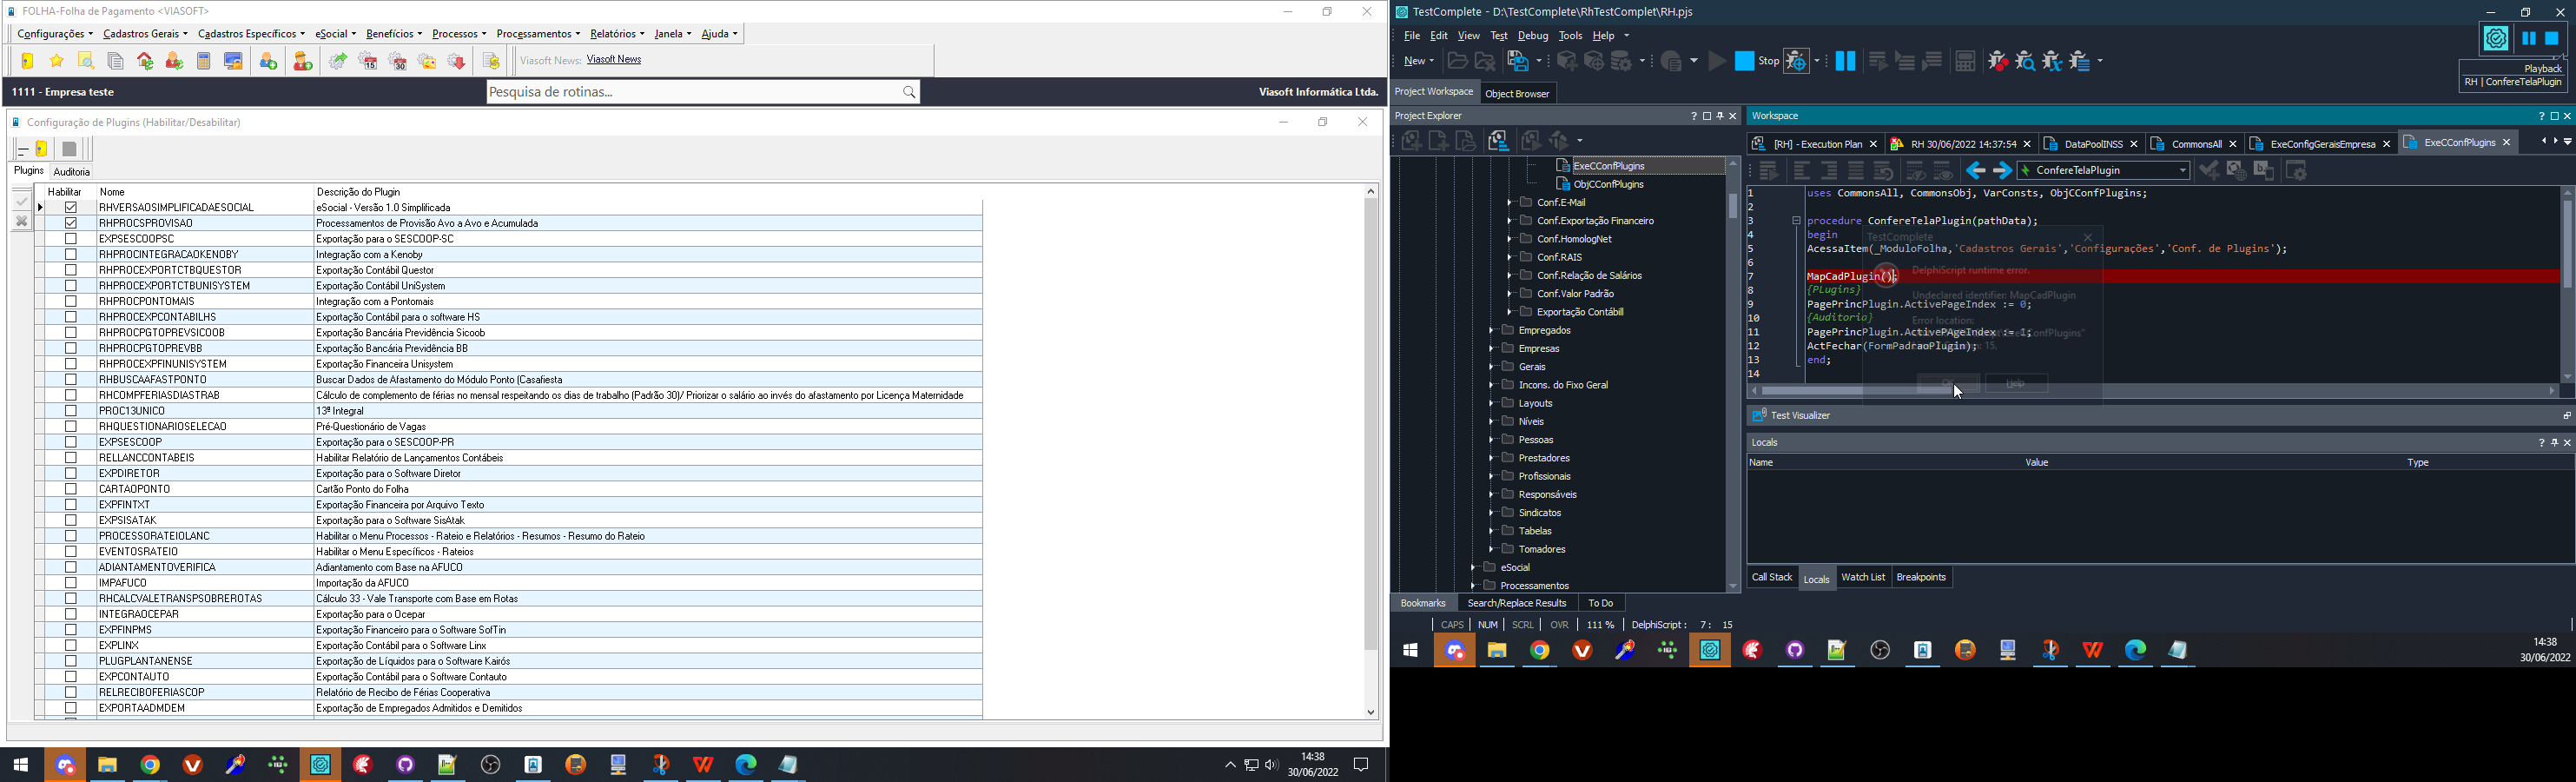 FOLHA-Folha de Pagamento <VIASOFT>
Configurações Cadastros Gerais Cadastros Específicos eSocial Benefícios Processos Processamentos Relatórios Janela Ajuda
15 30 Viasoft News: Viasoft News
1111 - Empresa teste Pesquisa de rotinas... Viasoft Informática Ltda.
Configuração de Plugins (Habilitar/Desabilitar)
Plugins Auditoria
Habilitar Nome Descrição do Plugin
RHVERSAOSIMPLIFICADAESOCIAL eSocial - Versão 1.0 Simplificada
RHPROCSPROVISAO Processamentos de Provisão Avo a Avo e Acumulada
EXPSESCOOPSC Exportação para o SESCOOP-SC
RHPROCINTEGRACAOKENOBY Integração com a Kenoby
RHPROCEXPORTCTBQUESTOR Exportação Contábil Questor
RHPROCEXPORTCTBUNISYSTEM Exportação Contábil UniSystem
RHPROCPONTOMAIS Integração com a Pontomais
RHPROCEXPCONTABILHS Exportação Contábil para o software HS
RHPROCPGTOPREVSICOOB Exportação Bancária Previdência Sicoob
RHPROCPGTOPREVBB Exportação Bancária Previdência BB
RHPROCEXPFINUNISYSTEM Exportação Financeira Unisystem
RHBUSCAAFASTPONTO Buscar Dados de Afastamento do Módulo Ponto (Casafiesta
RHCOMPFERIASDIASTRAB Cálculo de complemento de férias no mensal respeitando os dias de trabalho (Padrão 30)/ Priorizar o salário ao invés do afastamento por Licença Maternidade
PROC13UNICO 13ª Integral
RHQUESTIONARIOSELECAO Pré-Questionário de Vagas
EXPSESCOOP Exportação para o SESCOOP-PR
RELLANCCONTABEIS Habilitar Relatório de Lançamentos Contábeis
EXPDIRETOR Exportação para o Software Diretor
CARTAOPONTO Cartão Ponto do Folha
EXPFINTXT Exportação Financeira por Arquivo Texto
EXPSISATAK Exportação para o Software SisAtak
PROCESSORATEIOLANC Habilitar o Menu Processos - Rateio e Relatórios - Resumos - Resumo do Rateio
EVENTOSRATEIO Habilitar o Menu Específicos - Rateios
ADIANTAMENTOVERIFICA Adiantamento com Base na AFUCO
IMPAFUCO Importação da AFUCO
RHCALCVALETRANSPSOBREROTAS Cálculo 33 - Vale Transporte com Base em Rotas
INTEGRAOCEPAR Exportação para o Ocepar
EXPFINPMS Exportação Financeiro para o Software SofTin
EXPLINX Exportação Contábil para o Software Linx
PLUGPLANTANENSE Exportação de Líquidos para o Software Kairós
EXPCONTAUTO Exportação Contábil para o Software Contauto
RELRECIBOFERIASCOP Relatório de Recibo de Férias Cooperativa
EXPORTAADMDEM Exportação de Empregados Admitidos e Demitidos
14:38
30/06/2022
TestComplete - D:\TestComplete\RhTestComplet\RH.pjs
File Edit View Test Debug Tools Help
New Stop
Playback
RH | ConfereTelaPlugin
Project Workspace Object Browser
Project Explorer
ExeCConfPlugins
ObjCConfPlugins
Conf.E-Mail
Conf.Exportação Financeiro
Conf.HomologNet
Conf.RAIS
Conf.Relação de Salários
Conf.Valor Padrão
Exportação Contábill
Empregados
Empresas
Gerais
Incons. do Fixo Geral
Layouts
Níveis
Pessoas
Prestadores
Profissionais
Responsáveis
Sindicatos
Tabelas
Tomadores
eSocial
Processamentos
Workspace
[RH] - Execution Plan RH 30/06/2022 14:37:54 DataPoolINSS CommonsAll ExeConfigGeraisEmpresa ExeCConfPlugins
ConfereTelaPlugin
1 uses CommonsAll, CommonsObj, VarConsts, ObjCConfPlugins;
2
3 procedure ConfereTelaPlugin(pathData);
4 begin
5 AcessaItem(_ModuloFolha,'Cadastros Gerais','Configurações','Conf. de Plugins');
6
7 MapCadPlugin();
8 {PLugins}
9 PagePrincPlugin.ActivePageIndex := 0;
10 {Auditoria}
11 PagePrincPlugin.ActivePAgeIndex := 1;
12 ActFechar(FormPadraoPlugin);
13 end;
14
TestComplete
DelphiScript runtime error.
Undeclared identifier: MapCadPlugin
Error location:
15.
Help
Test Visualizer
Locals
Name Value Type
Call Stack Locals Watch List Breakpoints
Bookmarks Search/Replace Results To Do
CAPS NUM SCRL OVR 111 % DelphiScript : 7: 15
14:38
30/06/2022